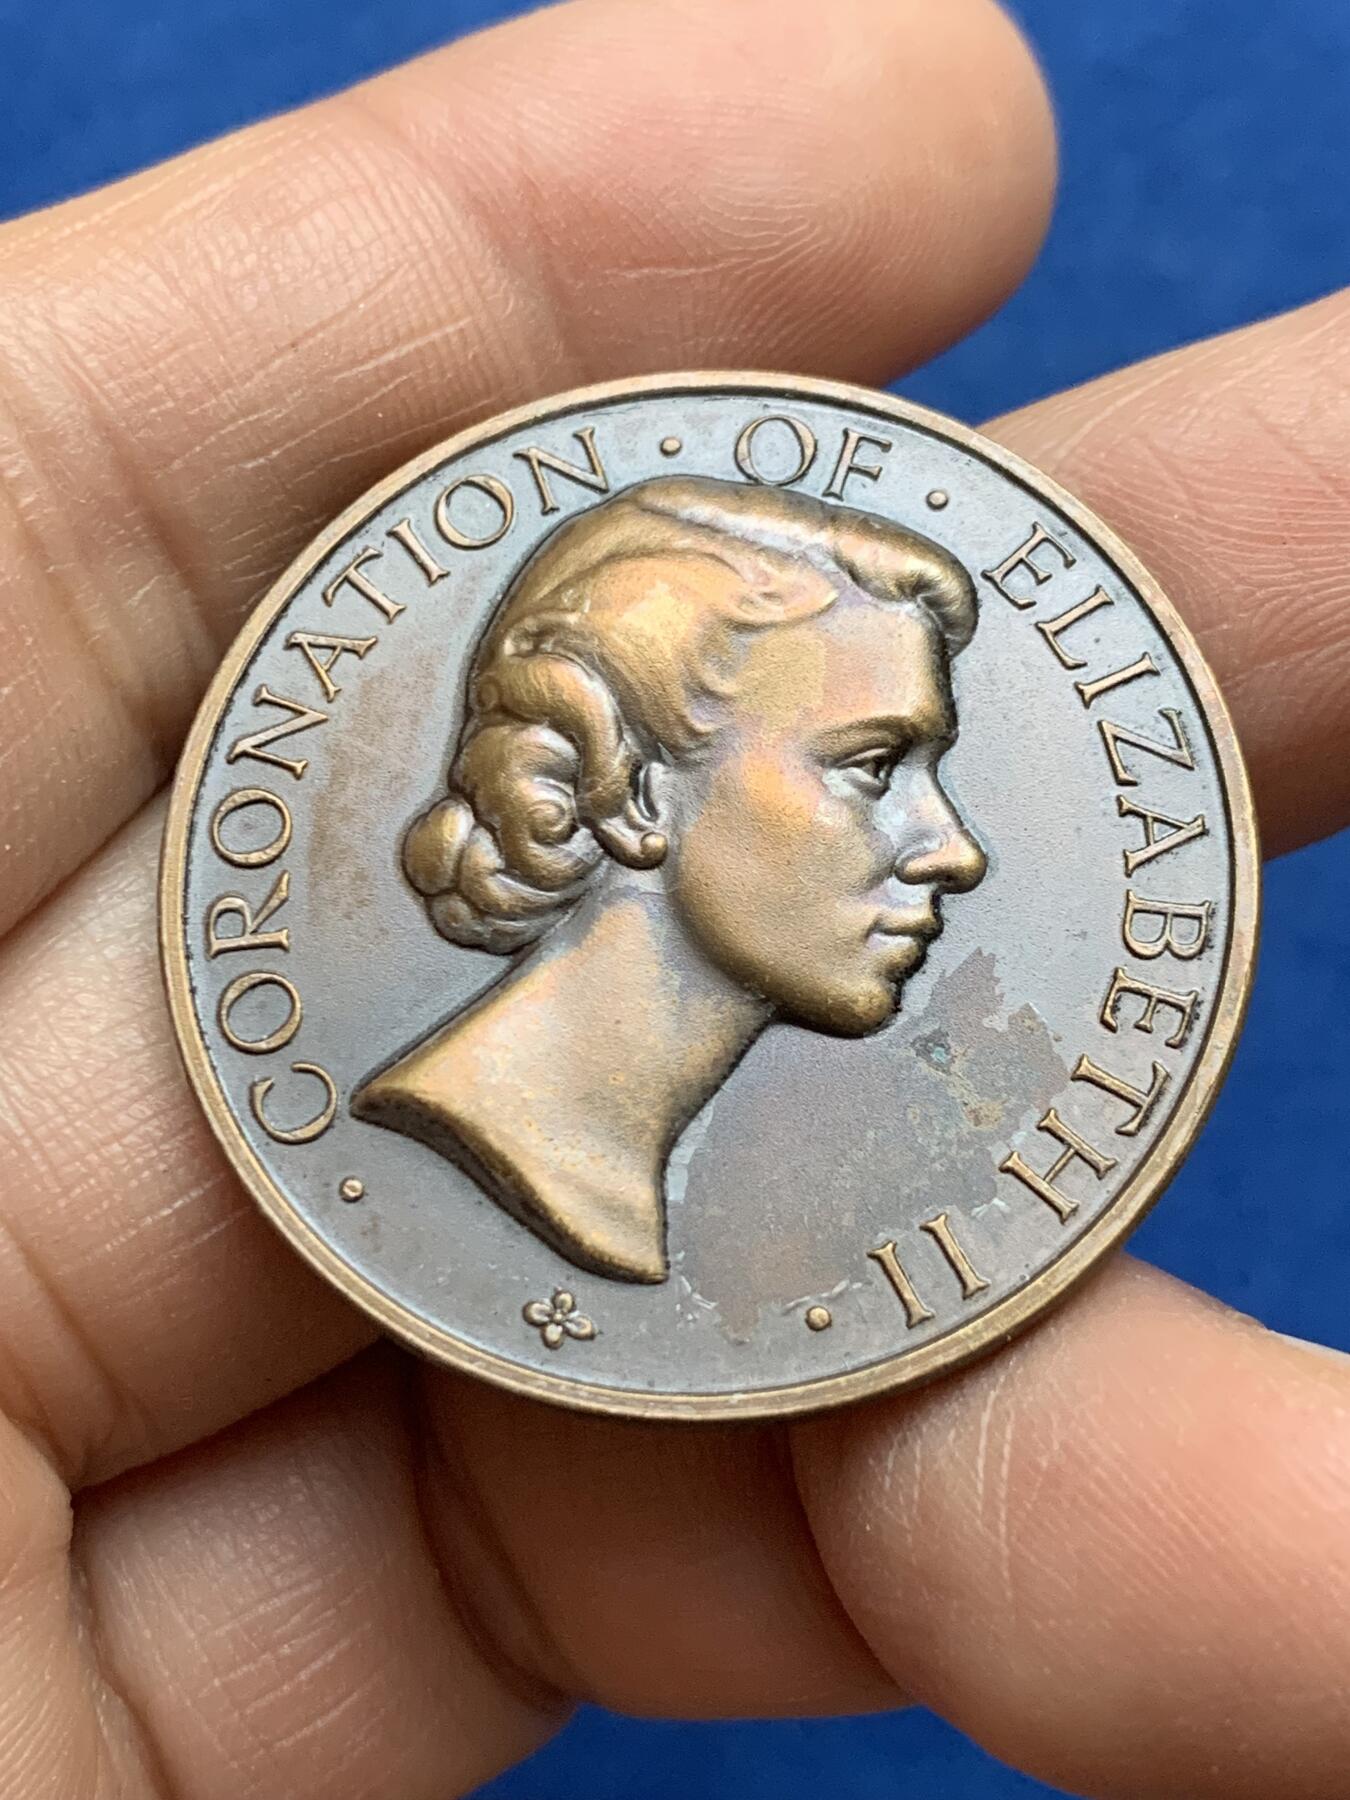 · CORONATION · OF · ELIZABETH II ·